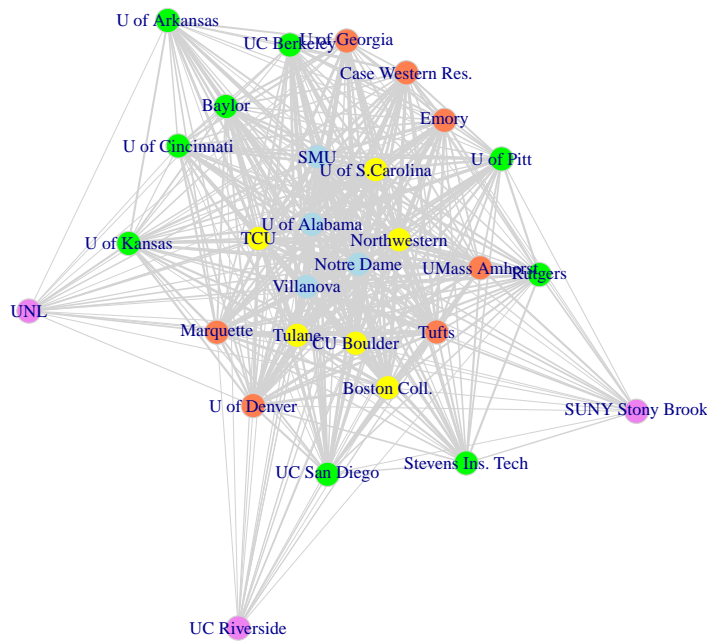 U of Arkansas
U of Georgia
UC Berkeley
Case Western Res.
Baylor
Emory
U of Cincinnati
SMU
U of Pitt
U of S.Carolina
U of Alabama
TCU
Northwestern
U of Kansas
Notre Dame
UMass Amherst
Rutgers
Villanova
UNL
Marquette
Tulane
CU Boulder
Tufts
Boston Coll.
U of Denver
SUNY Stony Brook
UC San Diego
Stevens Ins. Tech
UC Riverside